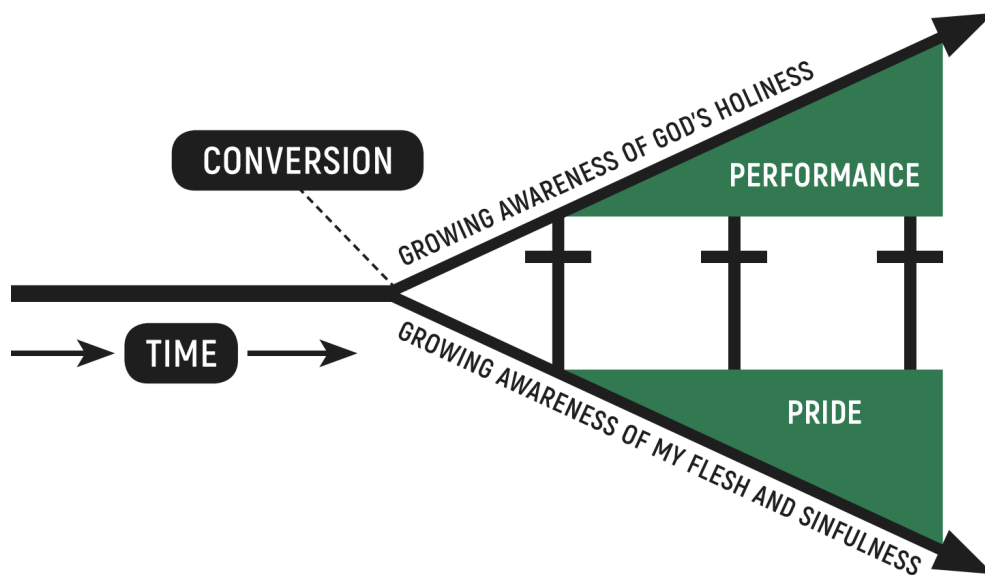 CONVERSION
GROWING AWARENESS OF GOD'S HOLINESS
PERFORMANCE
TIME
GROWING AWARENESS OF MY FLESH AND SINFULNESS
PRIDE